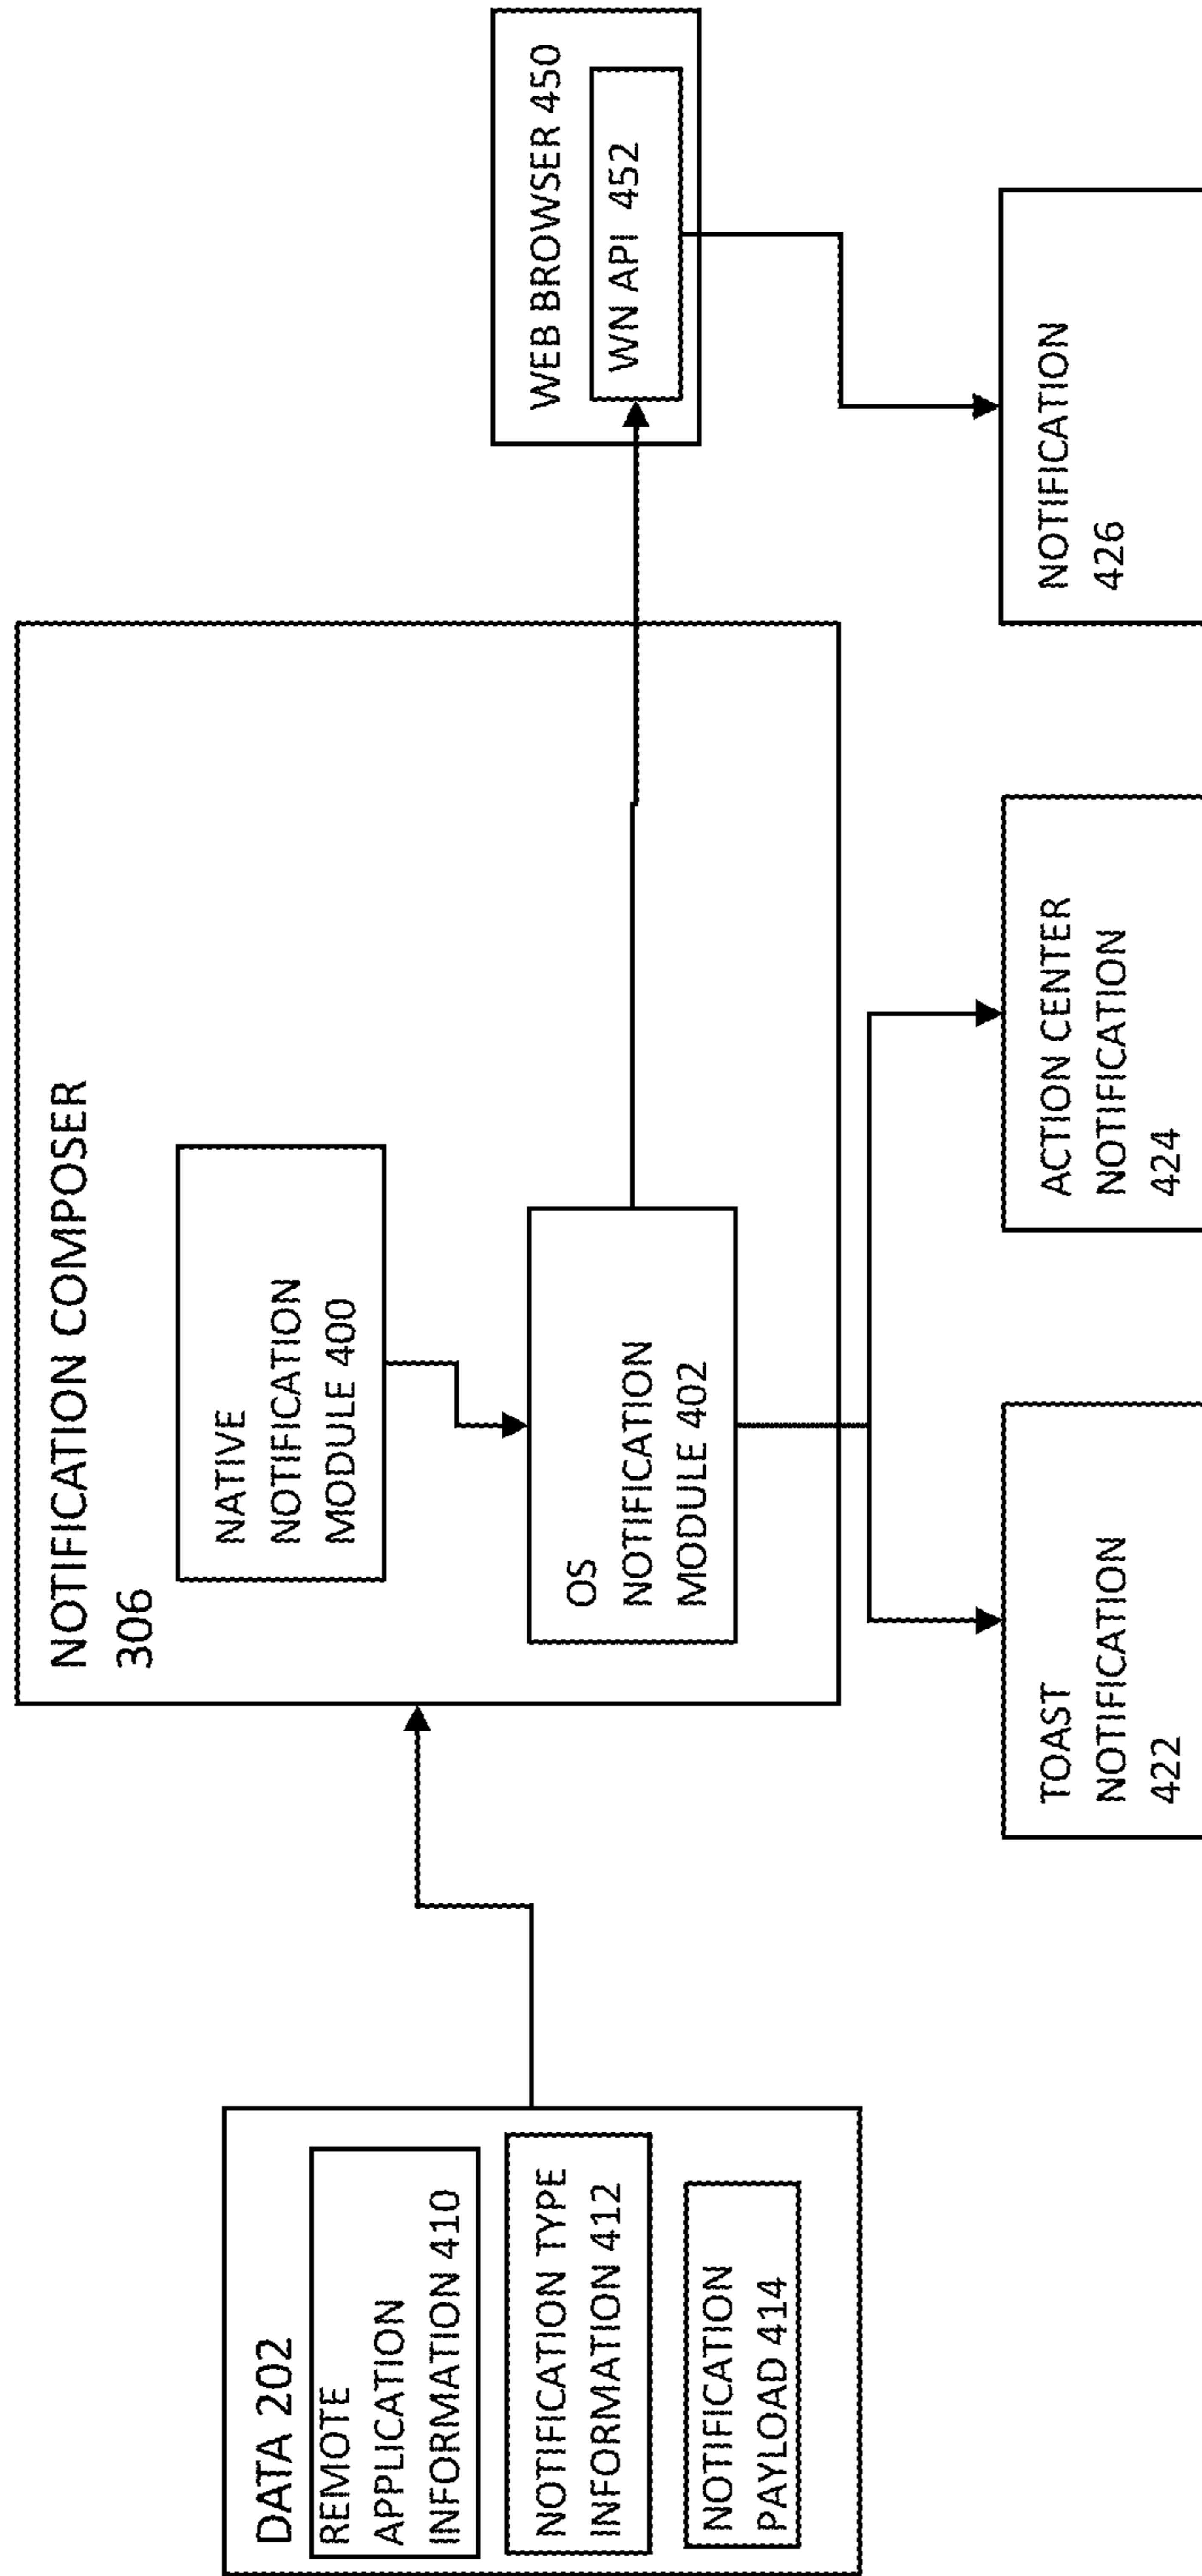 DATA 202
REMOTE
APPLICATION
INFORMATION 410
NOTIFICATION TYPE
INFORMATION 412
NOTIFICATION
PAYLOAD 414
NOTIFICATION COMPOSER
306
NATIVE
NOTIFICATION
MODULE 400
OS
NOTIFICATION
MODULE 402
WEB BROWSER 450
WN API 452
TOAST
NOTIFICATION
422
ACTION CENTER
NOTIFICATION
424
NOTIFICATION
426